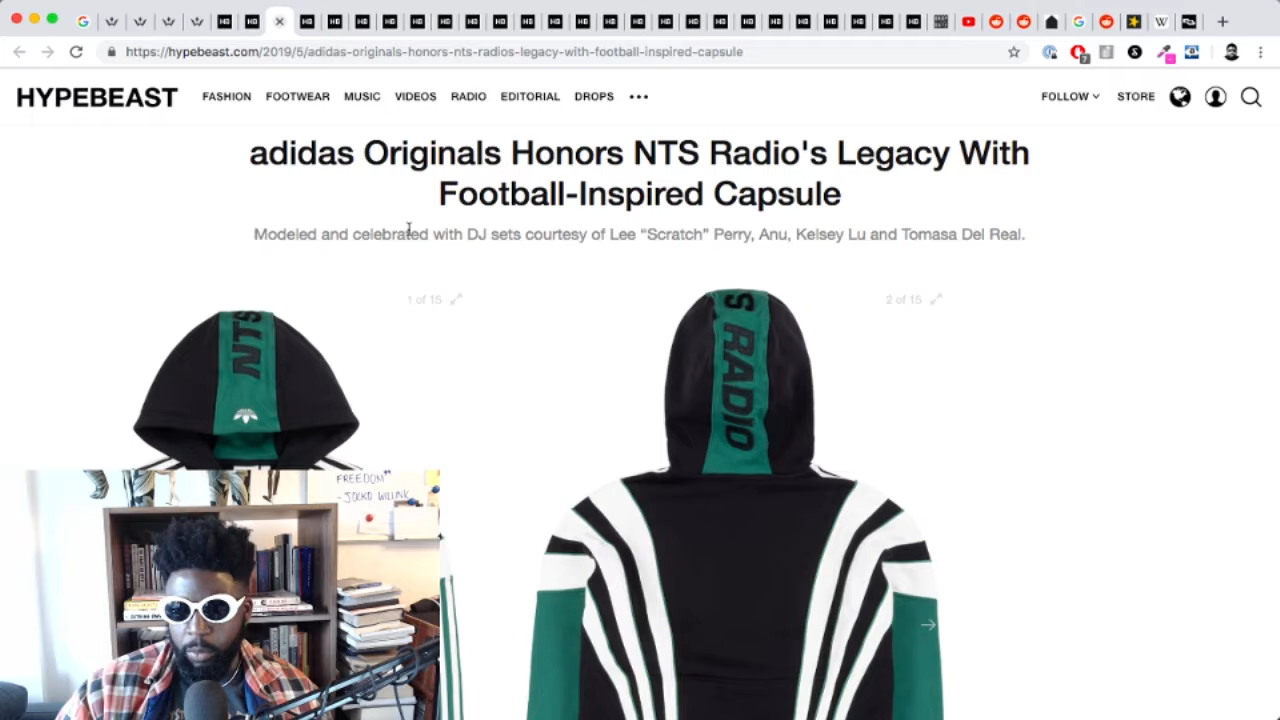 https://hypebeast.com/2019/5/adidas-originals-honors-nts-radios-legacy-with-football-inspired-capsule
7
HYPEBEAST FASHION FOOTWEAR MUSIC VIDEOS RADIO EDITORIAL DROPS ••• FOLLOW STORE
adidas Originals Honors NTS Radio's Legacy With
Football-Inspired Capsule
Modeled and celebrated with DJ sets courtesy of Lee “Scratch” Perry, Anu, Kelsey Lu and Tomasa Del Real.
1 of 15
2 of 15
NTS
S RADIO
FREEDOM"
- JOCKO WILLINK